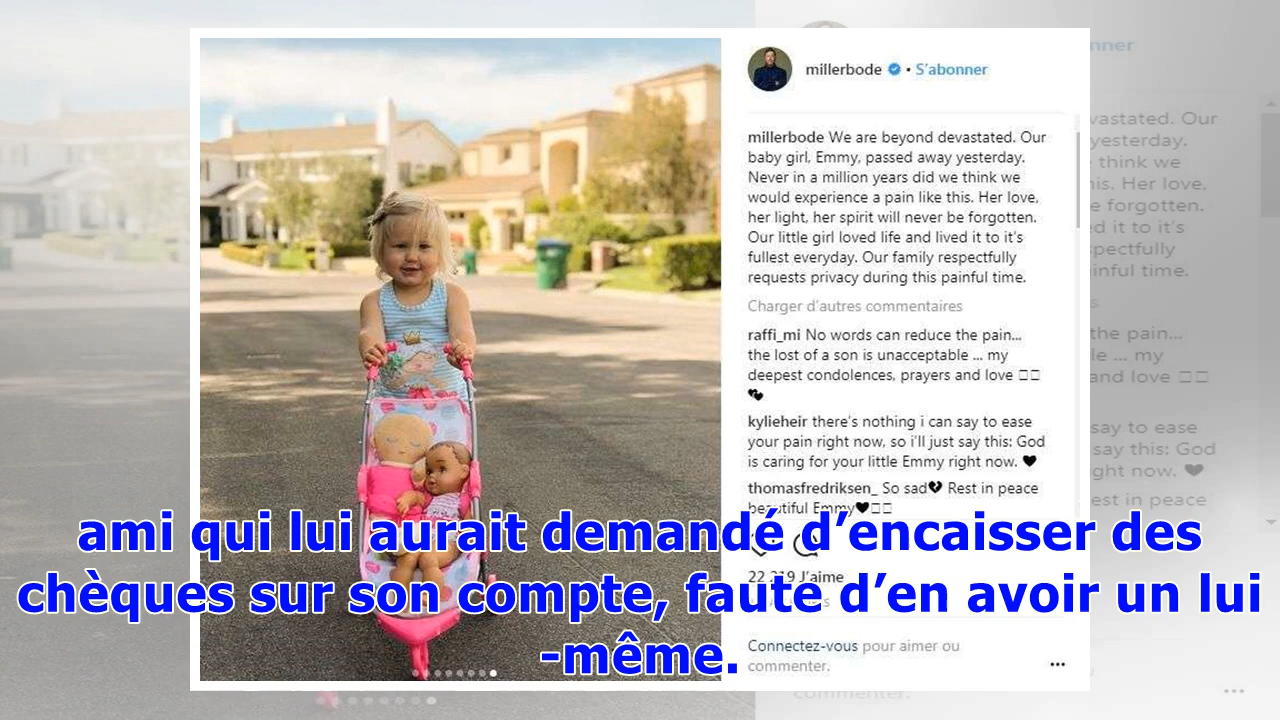 millerbode • S'abonner
millerbode We are beyond devastated. Our
baby girl, Emmy, passed away yesterday.
Never in a million years did we think we
would experience a pain like this. Her love,
her light, her spirit will never be forgotten.
Our little girl loved life and lived it to it's
fullest everyday. Our family respectfully
requests privacy during this painful time.
Charger d'autres commentaires
raffi_mi No words can reduce the pain...
the lost of a son is unacceptable ... my
deepest condolences, prayers and love
kylieheir there's nothing i can say to ease
your pain right now, so i'll just say this: God
is caring for your little Emmy right now. ♥
thomasfredriksen_ So sad💔 Rest in peace
beautiful Emmy♥
22 219 J'aime
Connectez-vous pour aimer ou
commenter.
ami qui lui aurait demandé d’encaisser des
chèques sur son compte, faute d’en avoir un lui
-même.